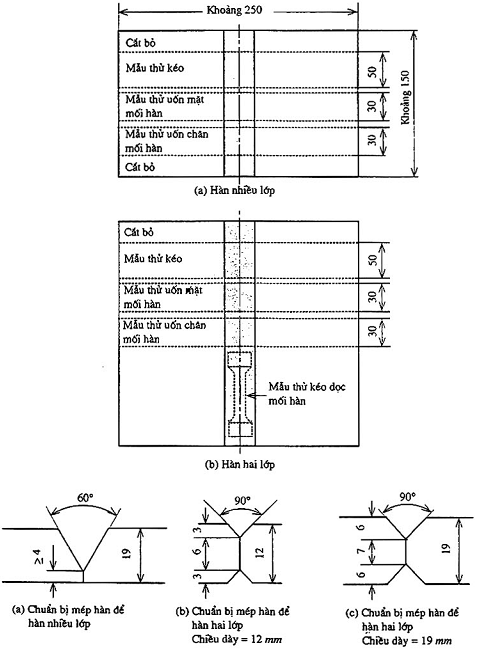 Khoảng 250
Cắt bỏ
Mẫu thử kéo
Mẫu thử uốn mặt
mối hàn
Mẫu thử uốn chân
mối hàn
Cắt bỏ
50
30
30
Khoảng 150
(a) Hàn nhiều lớp
Cắt bỏ
Mẫu thử kéo
Mẫu thử uốn mặt
mối hàn
Mẫu thử uốn chân
mối hàn
50
30
30
Mẫu thử kéo dọc
mối hàn
(b) Hàn hai lớp
60°
≥ 4
19
(a) Chuẩn bị mép hàn để
hàn nhiều lớp
90°
3
6
3
12
(b) Chuẩn bị mép hàn để
hàn hai lớp
Chiều dày = 12 mm
90°
6
7
6
19
(c) Chuẩn bị mép hàn để
hàn hai lớp
Chiều dày = 19 mm